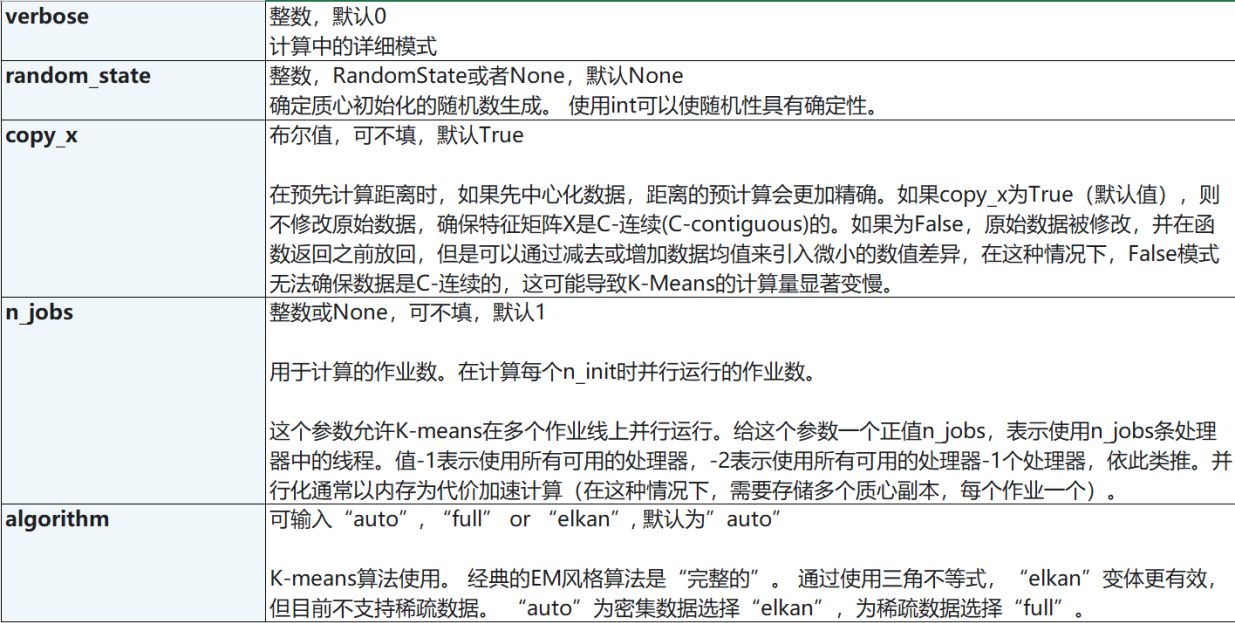 verbose
整数，默认0
计算中的详细模式
random_state
整数，RandomState或者None，默认None
确定质心初始化的随机数生成。 使用int可以使随机性具有确定性。
copy_x
布尔值，可不填，默认True
在预先计算距离时，如果先中心化数据，距离的预计算会更加精确。如果copy_x为True（默认值），则
不修改原始数据，确保特征矩阵X是C-连续(C-contiguous)的。如果为False，原始数据被修改，并在函
数返回之前放回，但是可以通过减去或增加数据均值来引入微小的数值差异，在这种情况下，False模式
无法确保数据是C-连续的，这可能导致K-Means的计算量显著变慢。
n_jobs
整数或None，可不填，默认1
用于计算的作业数。在计算每个n_init时并行运行的作业数。
这个参数允许K-means在多个作业线上并行运行。给这个参数一个正值n_jobs，表示使用n_jobs条处理
器中的线程。值-1表示使用所有可用的处理器，-2表示使用所有可用的处理器-1个处理器，依此类推。并
行化通常以内存为代价加速计算（在这种情况下，需要存储多个质心副本，每个作业一个）。
algorithm
可输入“auto”, “full” or “elkan”, 默认为”auto”
K-means算法使用。 经典的EM风格算法是“完整的”。 通过使用三角不等式，“elkan”变体更有效，
但目前不支持稀疏数据。 “auto”为密集数据选择“elkan”，为稀疏数据选择“full”。